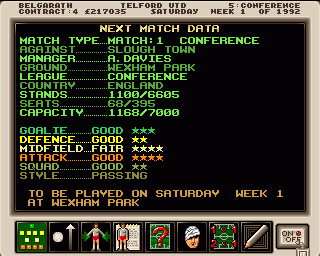 BELGARATH TELFORD UTD 5:CONFERENCE
CONTRACT:4 £217035 SATURDAY WEEK 1 OF 1992
NEXT MATCH DATA
MATCH TYPE...MATCH:1 CONFERENCE
AGAINST......SLOUGH TOWN
MANAGER......A.DAVIES
GROUND.......WEXHAM PARK
LEAGUE.......CONFERENCE
COUNTRY......ENGLAND
STANDS.......1100/6605
SEATS........68/395
CAPACITY.....1168/7000
GOALIE.....GOOD ★★★
DEFENCE....GOOD ★★
MIDFIELD...FAIR ★★★★
ATTACK.....GOOD ★★★★
SQUAD......GOOD ★★
STYLE......PASSING
TO BE PLAYED ON SATURDAY WEEK 1
AT WEXHAM PARK
?
ON
OFF